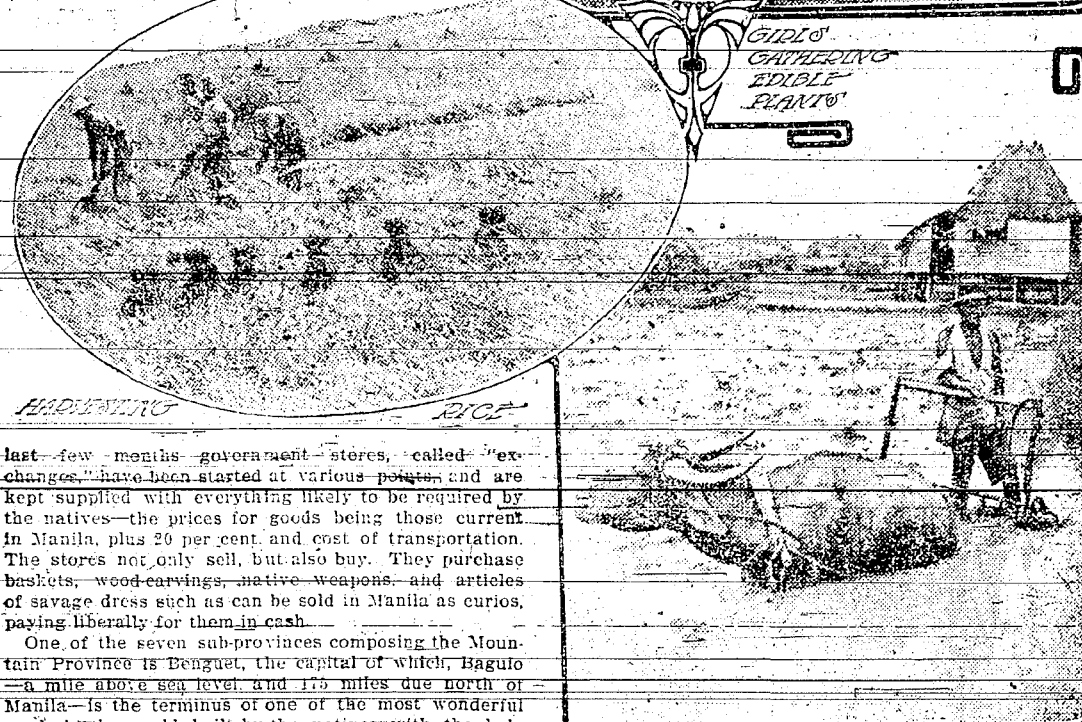 GIRLS
GATHERING
EDIBLE
PLANTS
HARVESTING RICE
last few months government stores, called "ex-
changes," have been started at various points, and are
kept supplied with everything likely to be required by
the natives—the prices for goods being those current
in Manila, plus 20 per cent. and cost of transportation.
The stores not only sell, but also buy. They purchase
baskets, wood-carvings, native weapons, and articles
of savage dress such as can be sold in Manila as curios,
paying liberally for them in cash.
One of the seven sub-provinces composing the Moun-
tain Province is Benguet, the capital of which, Baguio
—a mile above sea level, and 175 miles due north of
Manila—is the terminus of one of the most wonderful